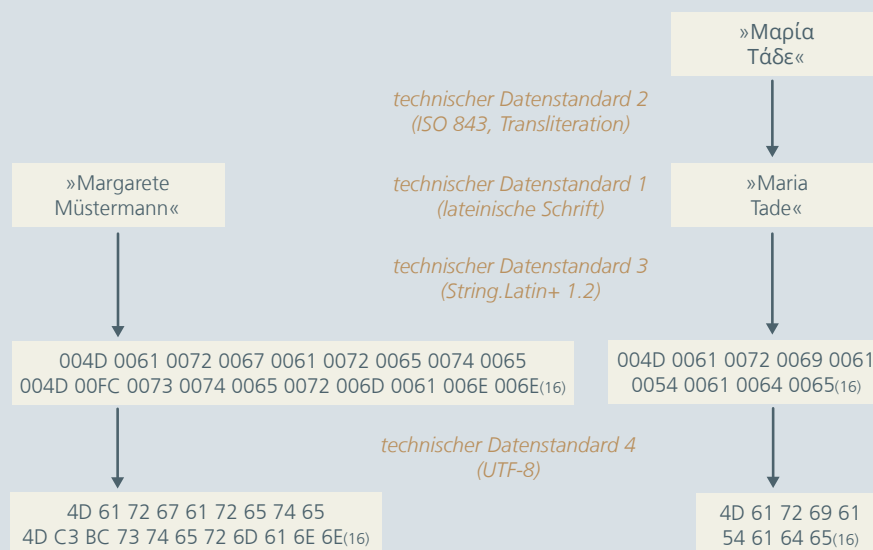 »Μαρία
Τάδε«
technischer Datenstandard 2
(ISO 843, Transliteration)
»Margarete
Müstermann«
technischer Datenstandard 1
(lateinische Schrift)
»Maria
Tade«
technischer Datenstandard 3
(String.Latin+ 1.2)
004D 0061 0072 0067 0061 0072 0065 0074 0065
004D 00FC 0073 0074 0065 0072 006D 0061 006E 006E(16)
004D 0061 0072 0069 0061
0054 0061 0064 0065(16)
technischer Datenstandard 4
(UTF-8)
4D 61 72 67 61 72 65 74 65
4D C3 BC 73 74 65 72 6D 61 6E 6E(16)
4D 61 72 69 61
54 61 64 65(16)